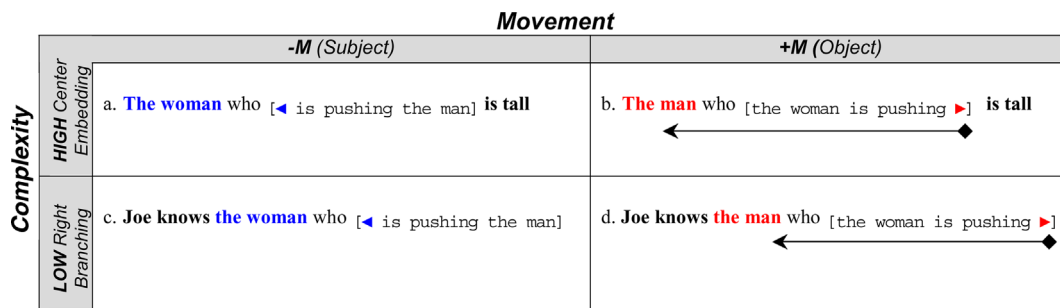 Movement
-M (Subject)
+M (Object)
Complexity
HIGH Center
Embedding
a. The woman who [◄ is pushing the man] is tall
b. The man who [the woman is pushing ►] is tall
LOW Right
Branching
c. Joe knows the woman who [◄ is pushing the man]
d. Joe knows the man who [the woman is pushing ►]